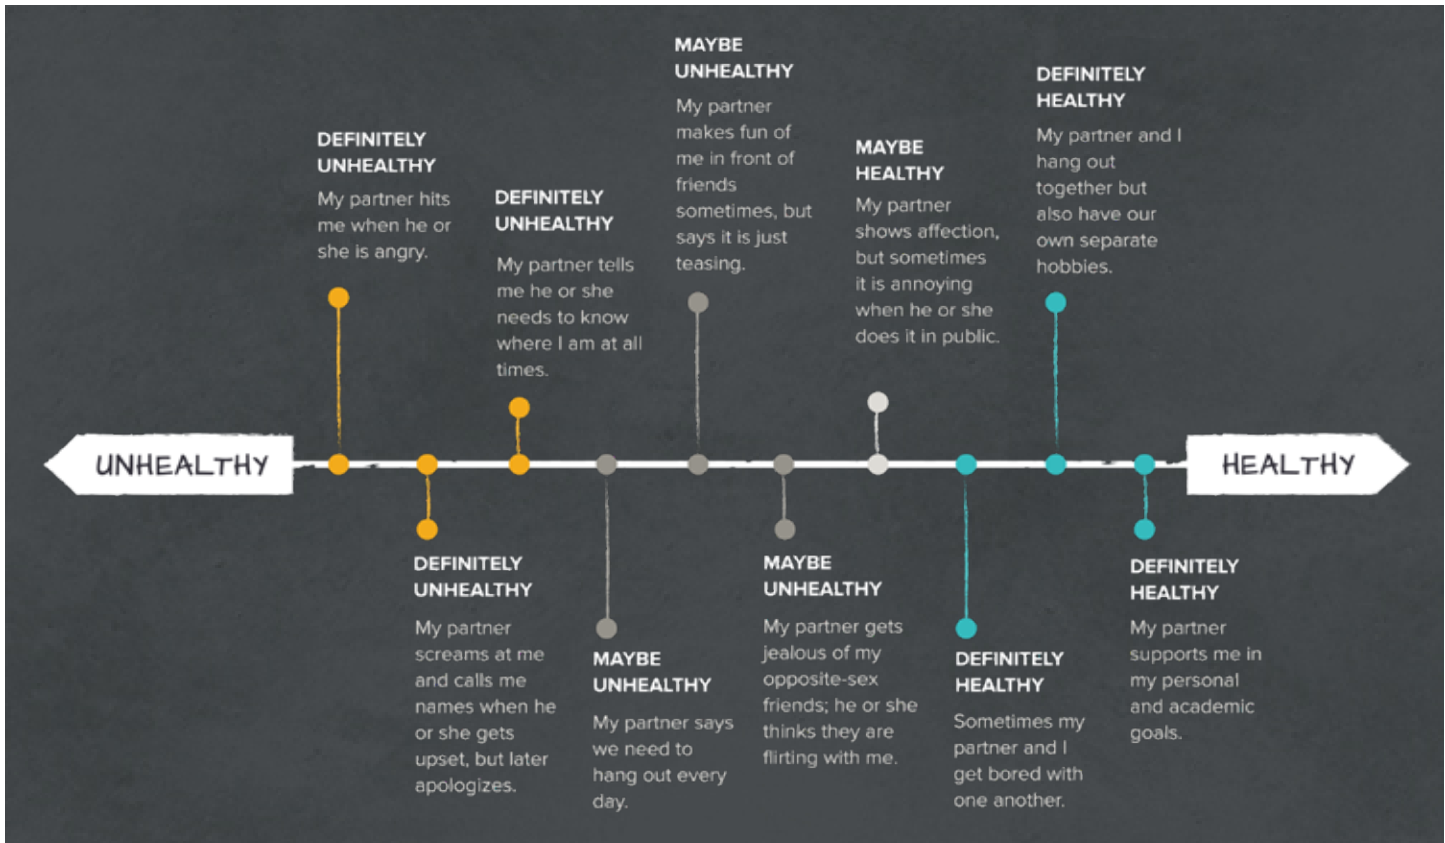 UNHEALTHY
DEFINITELY
UNHEALTHY
My partner hits
me when he or
she is angry.
DEFINITELY
UNHEALTHY
My partner
screams at me
and calls me
names when he
or she gets
upset, but later
apologizes.
DEFINITELY
UNHEALTHY
My partner tells
me he or she
needs to know
where I am at all
times.
MAYBE
UNHEALTHY
My partner says
we need to
hang out every
day.
MAYBE
UNHEALTHY
My partner
makes fun of
me in front of
friends
sometimes, but
says it is just
teasing.
MAYBE
UNHEALTHY
My partner gets
jealous of my
opposite-sex
friends; he or she
thinks they are
flirting with me.
MAYBE
HEALTHY
My partner
shows affection,
but sometimes
it is annoying
when he or she
does it in public.
DEFINITELY
HEALTHY
Sometimes my
partner and I
get bored with
one another.
DEFINITELY
HEALTHY
My partner and I
hang out
together but
also have our
own separate
hobbies.
DEFINITELY
HEALTHY
My partner
supports me in
my personal
and academic
goals.
HEALTHY